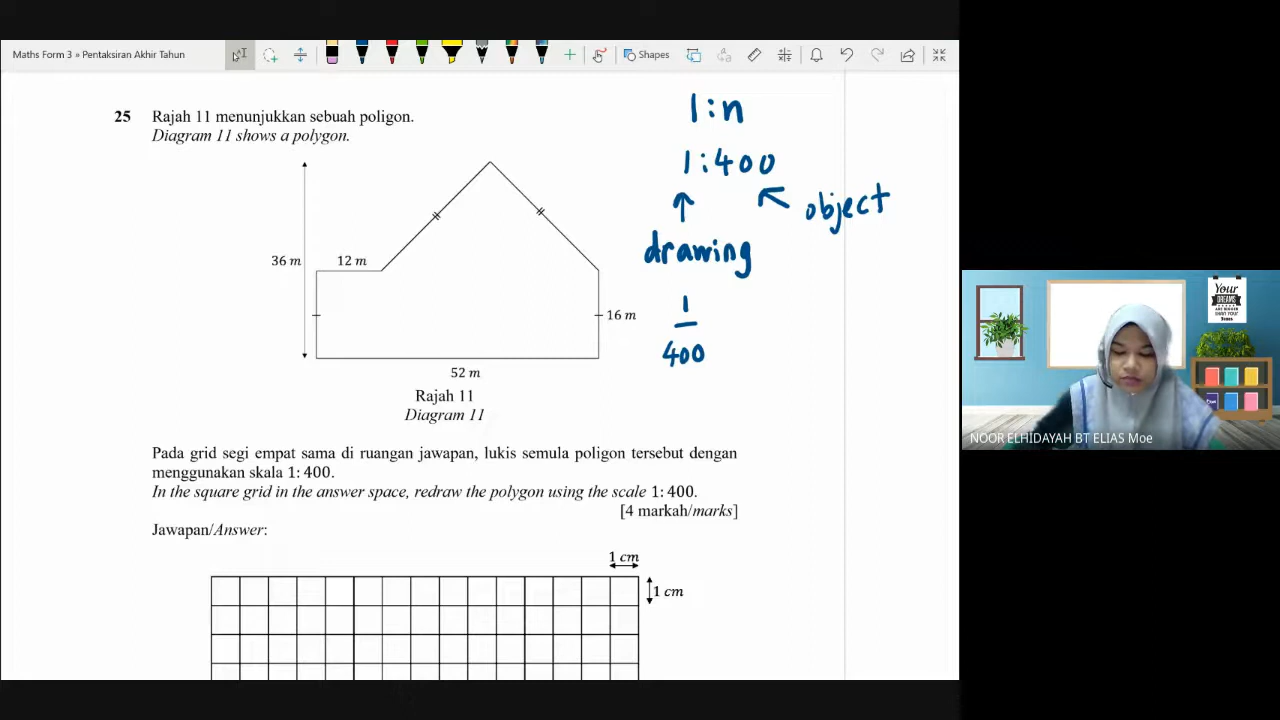 Maths Form 3 » Pentaksiran Akhir Tahun
Shapes
25 Rajah 11 menunjukkan sebuah poligon.
Diagram 11 shows a polygon.
36 m
12 m
16 m
52 m
Rajah 11
Diagram 11
1:n
1:400
object
drawing
1
400
Pada grid segi empat sama di ruangan jawapan, lukis semula poligon tersebut dengan
menggunakan skala 1: 400.
In the square grid in the answer space, redraw the polygon using the scale 1: 400.
[4 markah/marks]
Jawapan/Answer:
1 cm
1 cm
Your
DREAMS
NOOR ELHIDAYAH BT ELIAS Moe